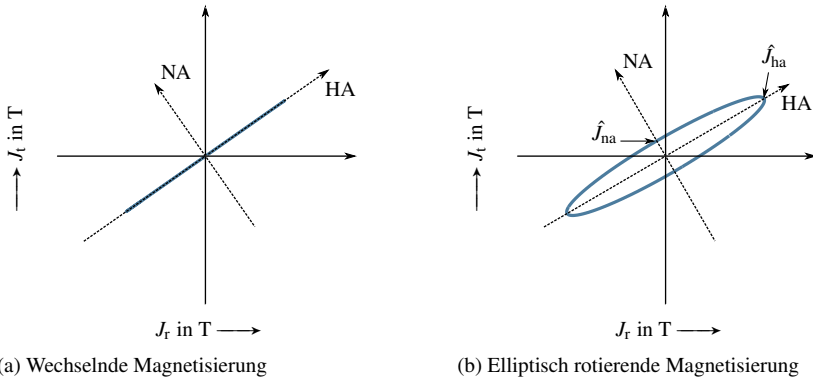 NA
HA
J_t in T
J_r in T
(a) Wechselnde Magnetisierung
NA
Ĵ_ha
HA
Ĵ_na
J_t in T
J_r in T
(b) Elliptisch rotierende Magnetisierung